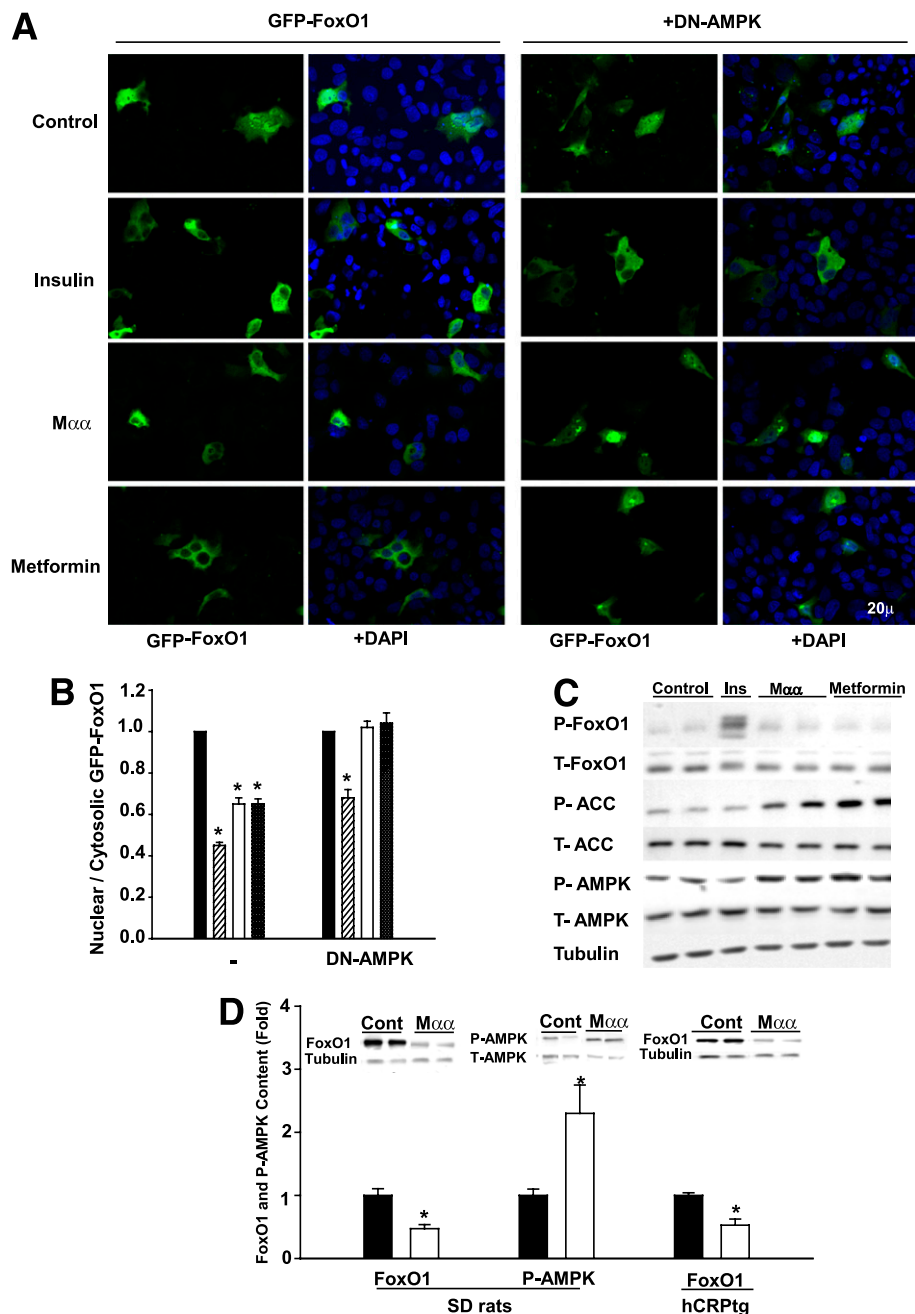 A
GFP-FoxO1
+DN-AMPK
Control
Insulin
Mαα
Metformin
20μ
GFP-FoxO1
+DAPI
GFP-FoxO1
+DAPI
B
Nuclear / Cytosolic GFP-FoxO1
1.2
1.0
0.8
0.6
0.4
0.2
0.0
*
*
*
*
-
DN-AMPK
C
Control
Ins
Mαα
Metformin
P-FoxO1
T-FoxO1
P- ACC
T- ACC
P- AMPK
T- AMPK
Tubulin
D
FoxO1 and P-AMPK Content (Fold)
4
3
2
1
0
Cont Mαα
FoxO1
Tubulin
Cont Mαα
P-AMPK
T-AMPK
Cont Mαα
FoxO1
Tubulin
*
*
*
FoxO1
P-AMPK
FoxO1
SD rats
hCRPtg